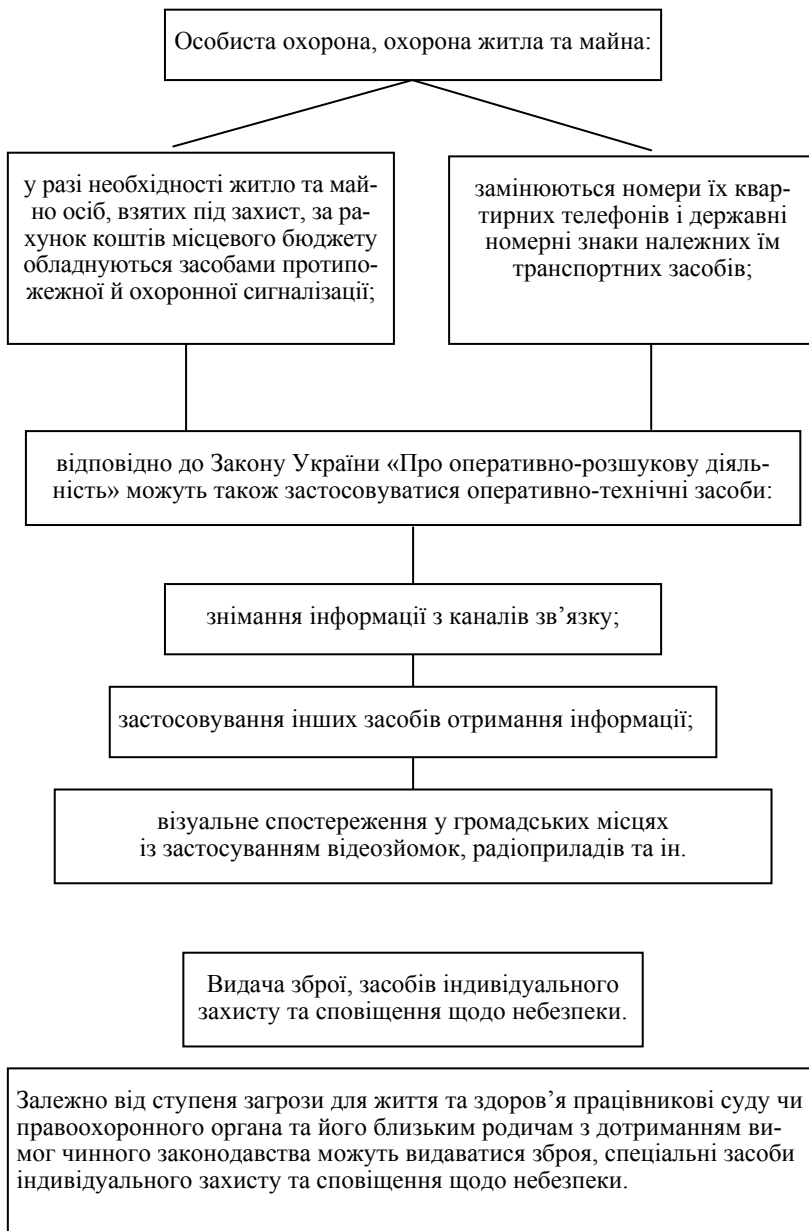 Особиста охорона, охорона житла та майна:
у разі необхідності житло та май-
но осіб, взятих під захист, за ра-
хунок коштів місцевого бюджету
обладнуються засобами протипо-
жежної й охоронної сигналізації;
замінюються номери їх квар-
тирних телефонів і державні
номерні знаки належних їм
транспортних засобів;
відповідно до Закону України «Про оперативно-розшукову діяль-
ність» можуть також застосовуватися оперативно-технічні засоби:
знімання інформації з каналів зв’язку;
застосовування інших засобів отримання інформації;
візуальне спостереження у громадських місцях
із застосуванням відеозйомок, радіоприладів та ін.
Видача зброї, засобів індивідуального
захисту та сповіщення щодо небезпеки.
Залежно від ступеня загрози для життя та здоров’я працівникові суду чи
правоохоронного органа та його близьким родичам з дотриманням ви-
мог чинного законодавства можуть видаватися зброя, спеціальні засоби
індивідуального захисту та сповіщення щодо небезпеки.